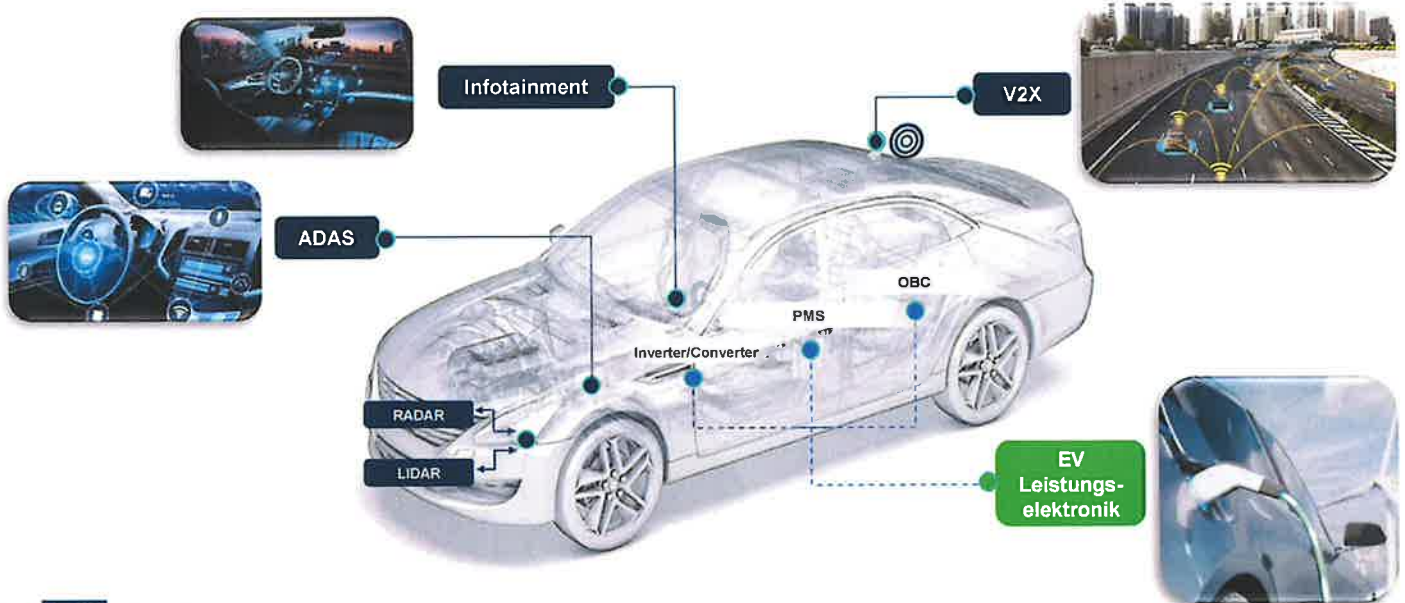 Infotainment
V2X
ADAS
OBC
PMS
Inverter/Converter
RADAR
LIDAR
EV
Leistungs-
elektronik